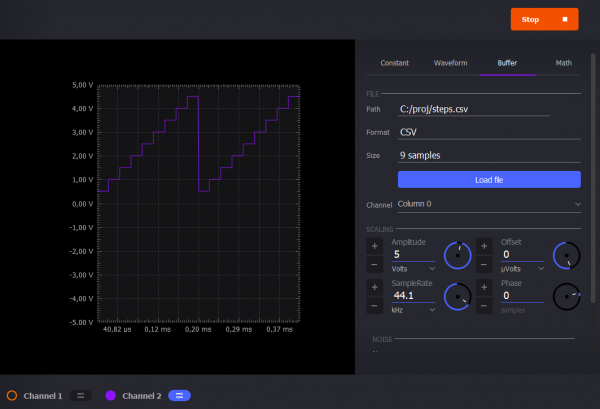 Stop
Constant Waveform Buffer Math
FILE
Path C:/proj/steps.csv
Format CSV
Size 9 samples
Load file
Channel Column 0
SCALING
+ Amplitude + Offset
− 5 − 0
Volts µVolts
+ SampleRate + Phase
− 44.1 − 0
kHz samples
NOISE
5,00 V
4,00 V
3,00 V
2,00 V
1,00 V
0,00 V
-1,00 V
-2,00 V
-3,00 V
-4,00 V
-5.00 V
40,82 µs 0,12 ms 0,20 ms 0,29 ms 0,37 ms
Channel 1 Channel 2